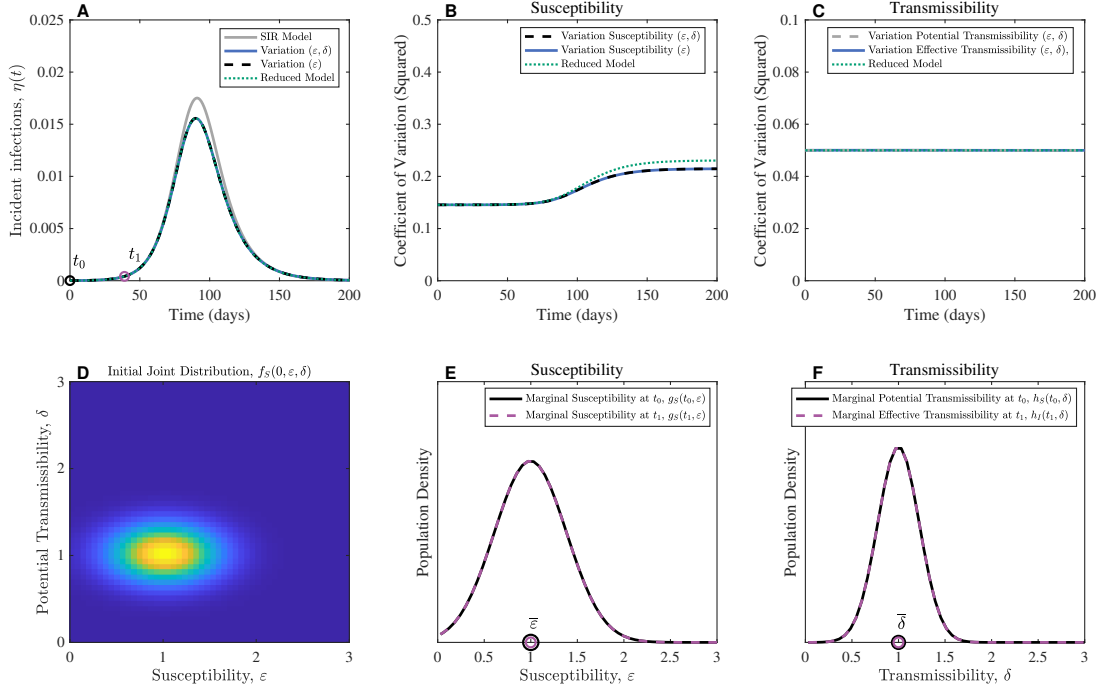 A
0.025
0.02
0.015
0.01
0.005
0
0
50
100
150
200
Incident infections, η(t)
Time (days)
SIR Model
Variation (ε, δ)
Variation (ε)
Reduced Model
t0
t1
B
Susceptibility
0.5
0.4
0.3
0.2
0.1
0
0
50
100
150
200
Coefficient of Variation (Squared)
Time (days)
Variation Susceptibility (ε, δ)
Variation Susceptibility (ε)
Reduced Model
C
Transmissibility
0.1
0.08
0.06
0.04
0.02
0
0
50
100
150
200
Coefficient of Variation (Squared)
Time (days)
Variation Potential Transmissibility (ε, δ)
Variation Effective Transmissibility (ε, δ),
Reduced Model
D
Initial Joint Distribution, fS(0, ε, δ)
3
2
1
0
0
1
2
3
Potential Transmissibility, δ
Susceptibility, ε
E
Susceptibility
Marginal Susceptibility at t0, gS(t0, ε)
Marginal Susceptibility at t1, gS(t1, ε)
Population Density
ε̅
0
0.5
1
1.5
2
2.5
3
Susceptibility, ε
F
Transmissibility
Marginal Potential Transmissibility at t0, hS(t0, δ)
Marginal Effective Transmissibility at t1, hI(t1, δ)
Population Density
δ̅
0
0.5
1
1.5
2
2.5
3
Transmissibility, δ